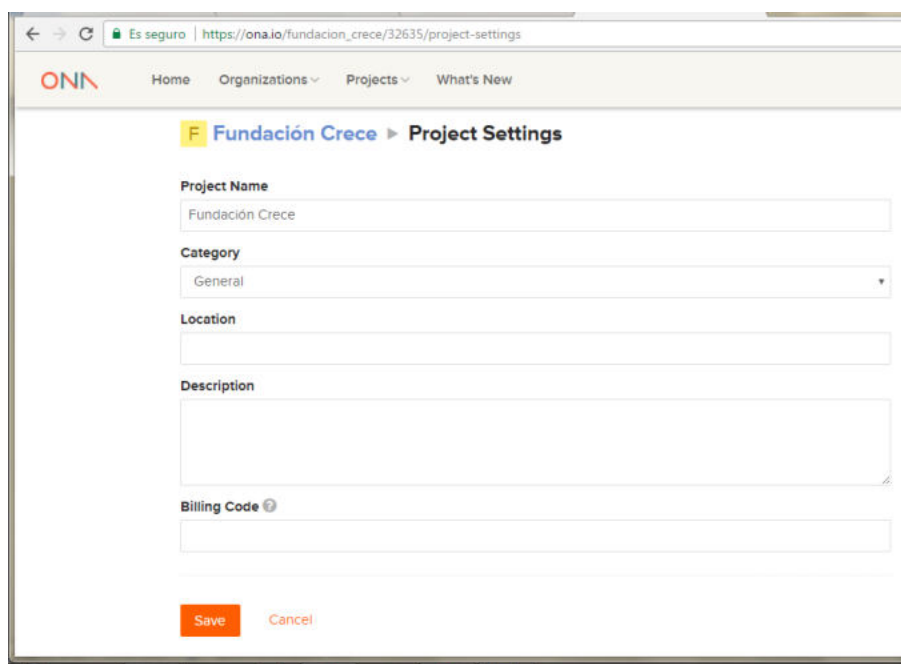 Es seguro | https://ona.io/fundacion_crece/32635/project-settings
ONA Home Organizations Projects What's New
F Fundación Crece ▶ Project Settings
Project Name
Fundación Crece
Category
General
Location
Description
Billing Code ?
Save Cancel